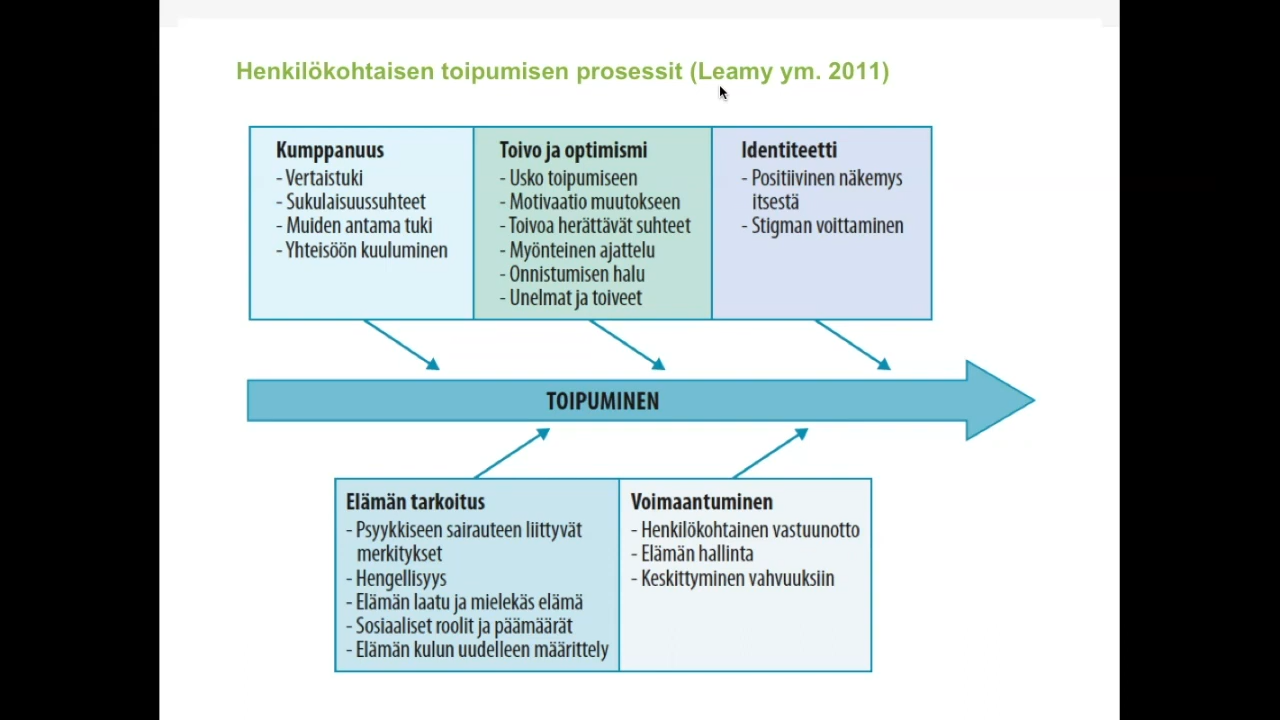 Henkilökohtaisen toipumisen prosessit (Leamy ym. 2011)
Kumppanuus
- Vertaistuki
- Sukulaisuussuhteet
- Muiden antama tuki
- Yhteisöön kuuluminen
Toivo ja optimismi
- Usko toipumiseen
- Motivaatio muutokseen
- Toivoa herättävät suhteet
- Myönteinen ajattelu
- Onnistumisen halu
- Unelmat ja toiveet
Identiteetti
- Positiivinen näkemys
itsestä
- Stigman voittaminen
TOIPUMINEN
Elämän tarkoitus
- Psyykkiseen sairauteen liittyvät
merkitykset
- Hengellisyys
- Elämän laatu ja mielekäs elämä
- Sosiaaliset roolit ja päämäärät
- Elämän kulun uudelleen määrittely
Voimaantuminen
- Henkilökohtainen vastuunotto
- Elämän hallinta
- Keskittyminen vahvuuksiin